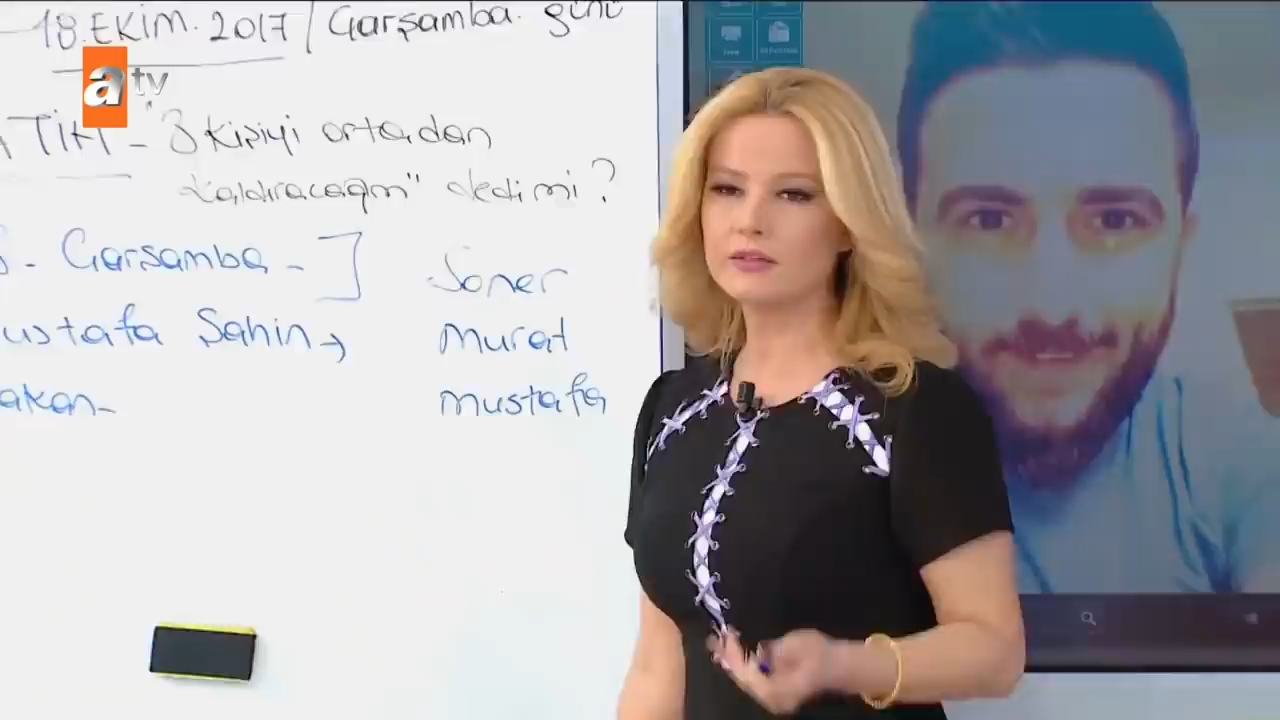 18.EKİM.2017/Çarşamba günü
atv
TİM - "3 kişiyi ortadan
kaldıracağım" dedi mi?
. Çarşamba - ] Soner
ustafa Şahin → Murat
akan- mustafa